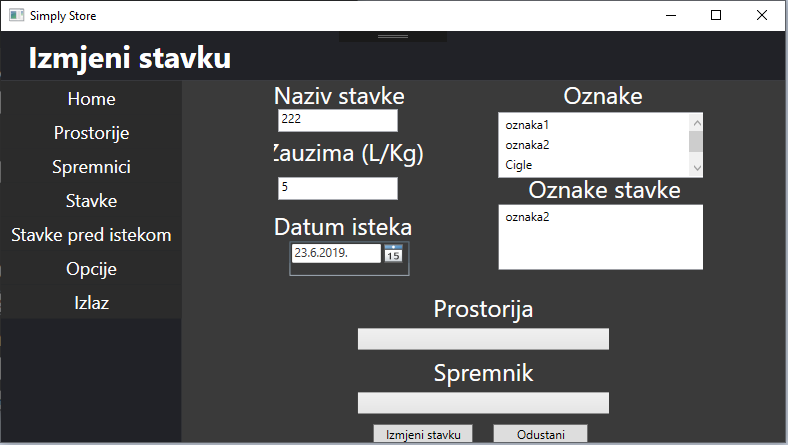 Simply Store
Izmjeni stavku
Home
Prostorije
Spremnici
Stavke
Stavke pred istekom
Opcije
Izlaz
Naziv stavke
222
Zauzima (L/Kg)
5
Datum isteka
23.6.2019.
15
Oznake
oznaka1
oznaka2
Cigle
Oznake stavke
oznaka2
Prostorija
Spremnik
Izmjeni stavku
Odustani